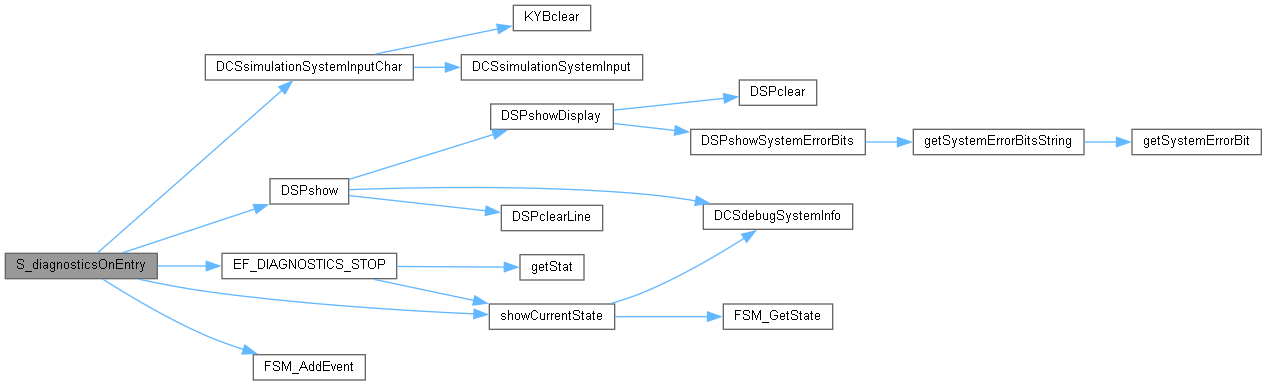 KYBclear
DCSsimulationSystemInputChar
DCSsimulationSystemInput
DSPclear
DSPshowDisplay
DSPshowSystemErrorBits
getSystemErrorBitsString
getSystemErrorBit
DSPshow
DSPclearLine
DCSdebugSystemInfo
S_diagnosticsOnEntry
EF_DIAGNOSTICS_STOP
getStat
showCurrentState
FSM_GetState
FSM_AddEvent